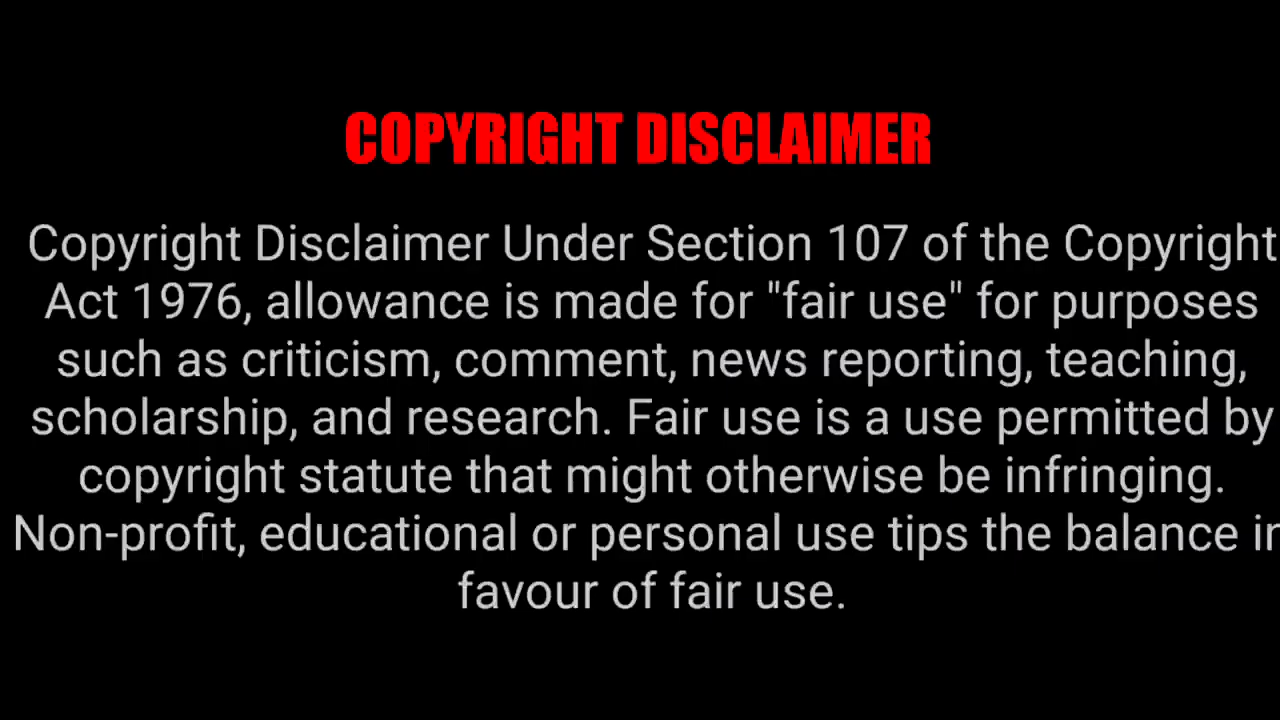 COPYRIGHT DISCLAIMER
Copyright Disclaimer Under Section 107 of the Copyright
Act 1976, allowance is made for "fair use" for purposes
such as criticism, comment, news reporting, teaching,
scholarship, and research. Fair use is a use permitted by
copyright statute that might otherwise be infringing.
Non-profit, educational or personal use tips the balance in
favour of fair use.